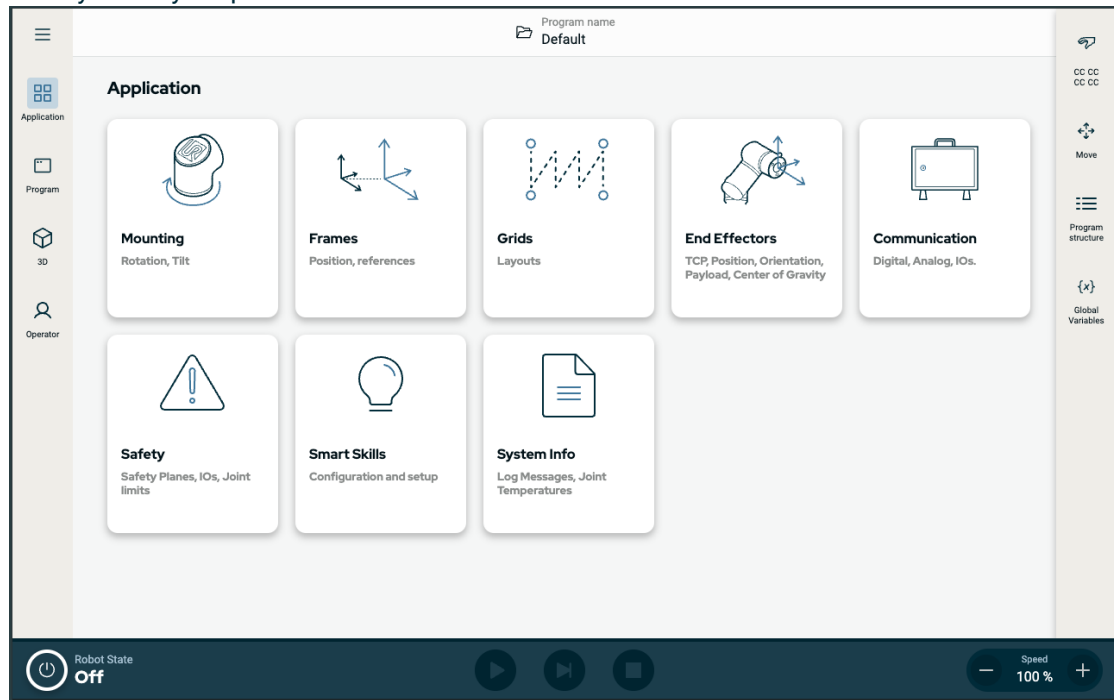 Program name
Default
CC CC
CC CC
Application
Application
Program
3D
Operator
Move
Program
structure
{x}
Global
Variables
Mounting
Rotation, Tilt
Frames
Position, references
Grids
Layouts
End Effectors
TCP, Position, Orientation,
Payload, Center of Gravity
Communication
Digital, Analog, IOs.
Safety
Safety Planes, IOs, Joint
limits
Smart Skills
Configuration and setup
System Info
Log Messages, Joint
Temperatures
Robot State
Off
Speed
100 %